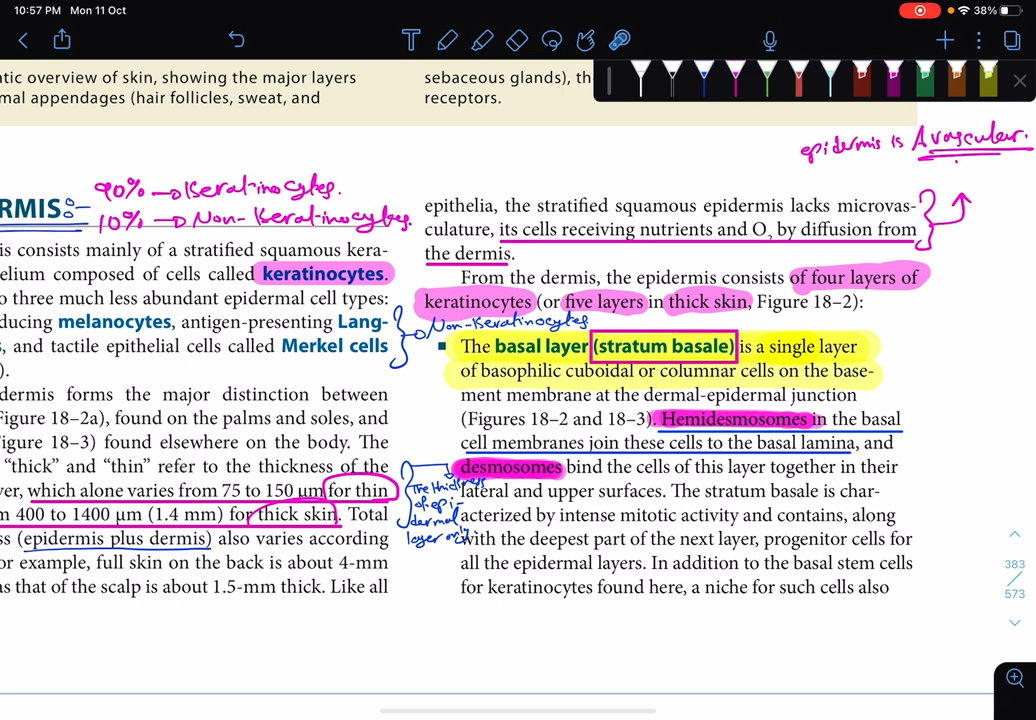 10:57 PM Mon 11 Oct
38%
T
tic overview of skin, showing the major layers
mal appendages (hair follicles, sweat, and
sebaceous glands), th
receptors.
epidermis is Avascular.
90% → Keratinocytes.
10% → Non-Keratinocytes.
RMIS
is consists mainly of a stratified squamous kera-
elium composed of cells called keratinocytes.
o three much less abundant epidermal cell types:
ducing melanocytes, antigen-presenting Lang-
s, and tactile epithelial cells called Merkel cells
).
Non-Keratinocytes
dermis forms the major distinction between
Figure 18–2a), found on the palms and soles, and
igure 18–3) found elsewhere on the body. The
“thick” and “thin” refer to the thickness of the
ver, which alone varies from 75 to 150 μm for thin
m 400 to 1400 μm (1.4 mm) for thick skin. Total
ss (epidermis plus dermis) also varies according
or example, full skin on the back is about 4-mm
as that of the scalp is about 1.5-mm thick. Like all
The thickness
of epi-
dermal
layer only
epithelia, the stratified squamous epidermis lacks microvas-
culature, its cells receiving nutrients and O2 by diffusion from
the dermis.
From the dermis, the epidermis consists of four layers of
keratinocytes (or five layers in thick skin, Figure 18–2):
■ The basal layer (stratum basale) is a single layer
of basophilic cuboidal or columnar cells on the base-
ment membrane at the dermal-epidermal junction
(Figures 18–2 and 18–3). Hemidesmosomes in the basal
cell membranes join these cells to the basal lamina, and
desmosomes bind the cells of this layer together in their
lateral and upper surfaces. The stratum basale is char-
acterized by intense mitotic activity and contains, along
with the deepest part of the next layer, progenitor cells for
all the epidermal layers. In addition to the basal stem cells
for keratinocytes found here, a niche for such cells also
383
573